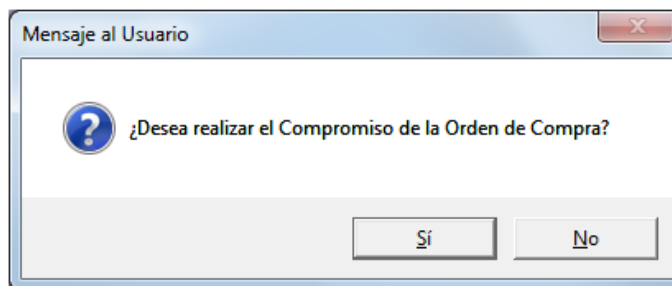 Mensaje al Usuario
¿Desea realizar el Compromiso de la Orden de Compra?
Sí
No